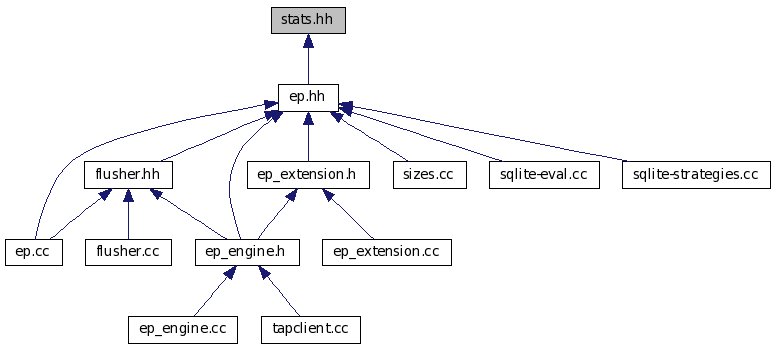 stats.hh
ep.hh
flusher.hh
ep_extension.h
sizes.cc
sqlite-eval.cc
sqlite-strategies.cc
ep.cc
flusher.cc
ep_engine.h
ep_extension.cc
ep_engine.cc
tapclient.cc